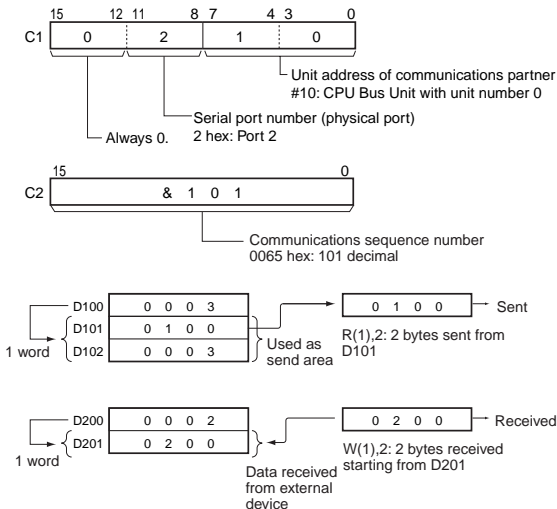 15 12 11 8 7 4 3 0
C1 0 2 1 0
Unit address of communications partner
#10: CPU Bus Unit with unit number 0
Serial port number (physical port)
2 hex: Port 2
Always 0.
15 0
C2 & 1 0 1
Communications sequence number
0065 hex: 101 decimal
D100 0 0 0 3
D101 0 1 0 0
D102 0 0 0 3
1 word
Used as
send area
0 1 0 0 Sent
R(1),2: 2 bytes sent from
D101
D200 0 0 0 2
D201 0 2 0 0
1 word
Data received
from external
device
0 2 0 0 Received
W(1),2: 2 bytes received
starting from D201